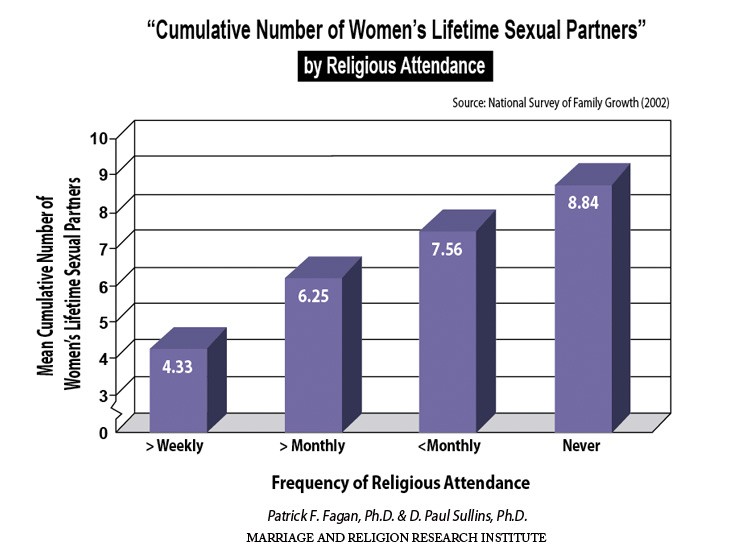 “Cumulative Number of Women’s Lifetime Sexual Partners”
by Religious Attendance
Source: National Survey of Family Growth (2002)
Mean Cumulative Number of
Women’s Lifetime Sexual Partners
10
9
8
7
6
5
4
3
0
4.33
6.25
7.56
8.84
> Weekly
> Monthly
<Monthly
Never
Frequency of Religious Attendance
Patrick F. Fagan, Ph.D. & D. Paul Sullins, Ph.D.
MARRIAGE AND RELIGION RESEARCH INSTITUTE